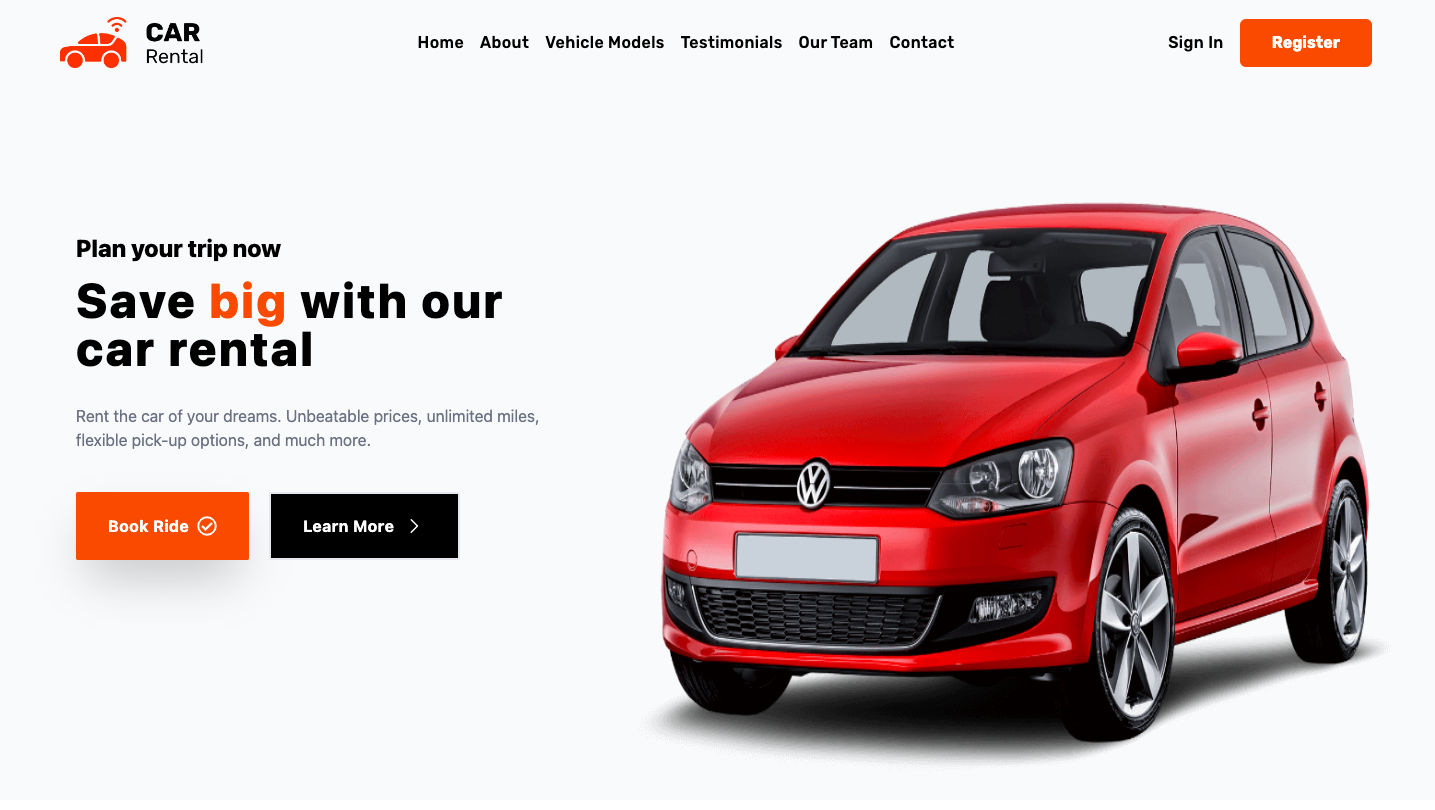 CAR
Rental
Home About Vehicle Models Testimonials Our Team Contact
Sign In Register
Plan your trip now
Save big with our
car rental
Rent the car of your dreams. Unbeatable prices, unlimited miles,
flexible pick-up options, and much more.
Book Ride
Learn More